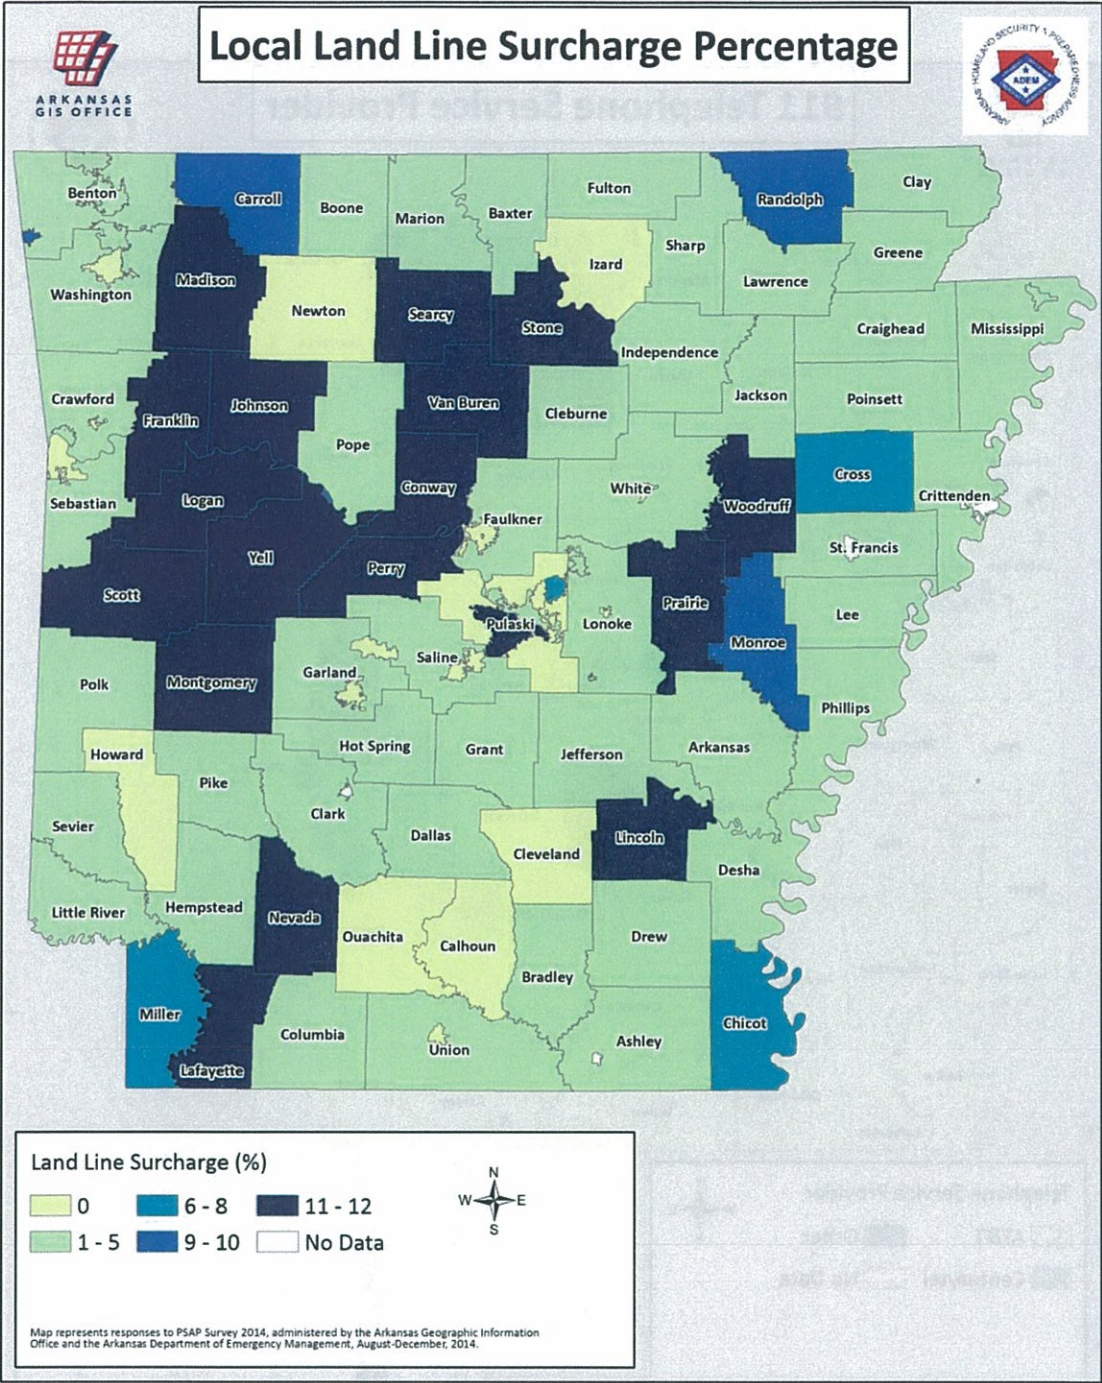 Local Land Line Surcharge Percentage
ARKANSAS
GIS OFFICE
ARKANSAS HOMELAND SECURITY & PREPAREDNESS AGENCY
ADEM
Benton
Carroll
Boone
Marion
Baxter
Fulton
Randolph
Clay
Sharp
Izard
Greene
Lawrence
Madison
Washington
Newton
Searcy
Stone
Independence
Craighead
Mississippi
Crawford
Franklin
Johnson
Van Buren
Cleburne
Jackson
Poinsett
Pope
Logan
Conway
White
Woodruff
Cross
Crittenden
Sebastian
Faulkner
St. Francis
Yell
Perry
Scott
Pulaski
Lonoke
Prairie
Lee
Monroe
Polk
Montgomery
Garland
Saline
Phillips
Howard
Hot Spring
Grant
Jefferson
Arkansas
Pike
Clark
Sevier
Dallas
Cleveland
Lincoln
Desha
Little River
Hempstead
Nevada
Ouachita
Calhoun
Drew
Bradley
Miller
Columbia
Union
Ashley
Chicot
Lafayette
Land Line Surcharge (%)
0 6 - 8 11 - 12
1 - 5 9 - 10 No Data
N
W E
S
Map represents responses to PSAP Survey 2014, administered by the Arkansas Geographic Information
Office and the Arkansas Department of Emergency Management, August-December, 2014.